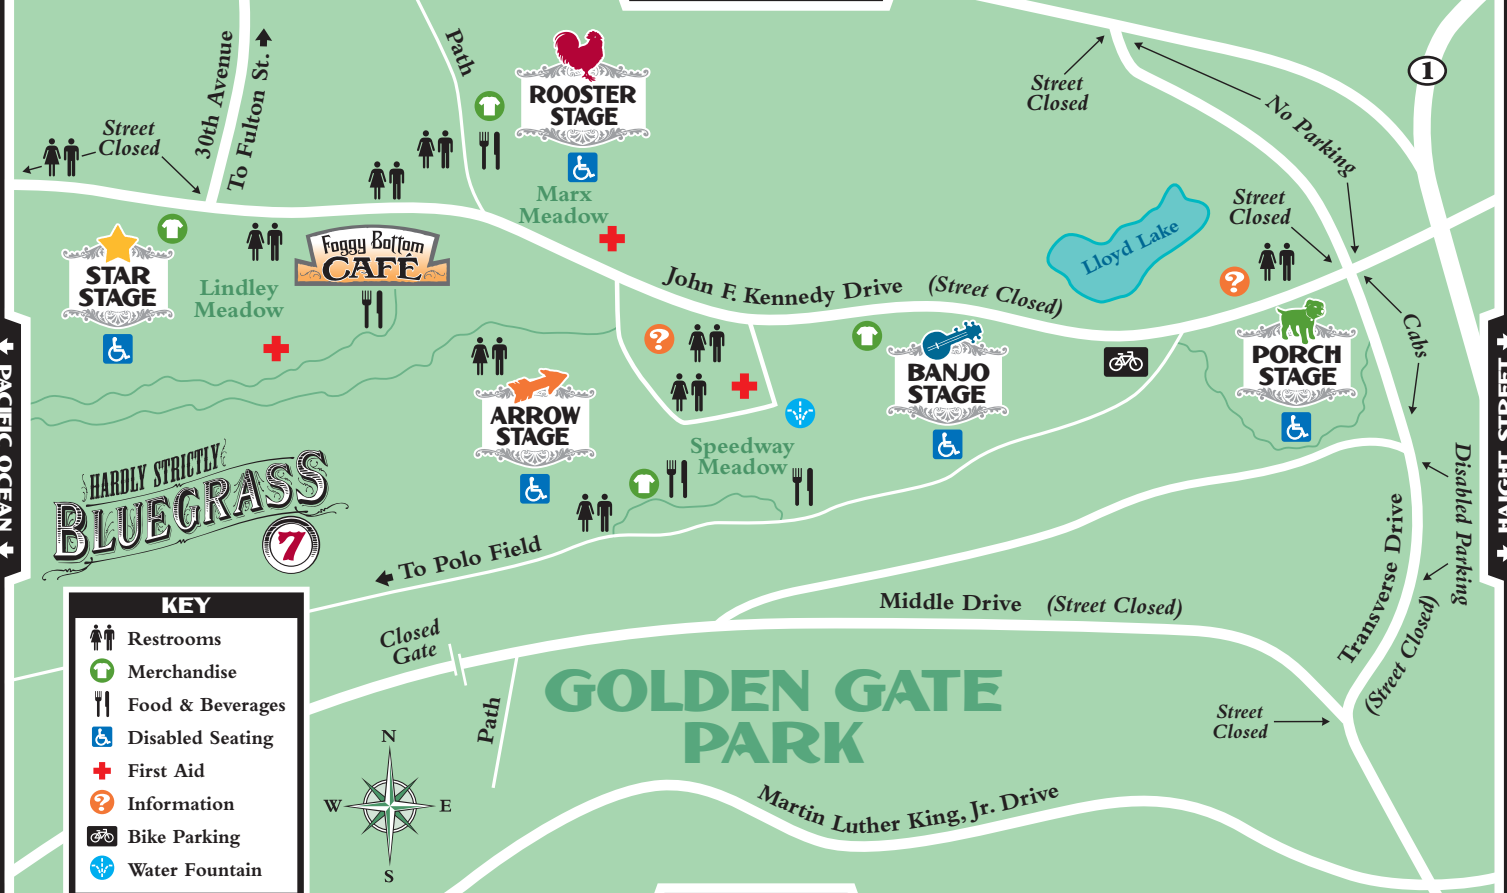 30th Avenue
To Fulton St.
Path
Street
Closed
ROOSTER
STAGE
Marx
Meadow
Street
Closed
No Parking
1
Street
Closed
Lloyd Lake
STAR
STAGE
Lindley
Meadow
Foggy Bottom
CAFÉ
John F. Kennedy Drive (Street Closed)
?
?
Cabs
ARROW
STAGE
BANJO
STAGE
PORCH
STAGE
Speedway
Meadow
PACIFIC OCEAN
HAIGHT STREET
HARDLY STRICTLY
BLUEGRASS
7
To Polo Field
Disabled Parking
Transverse Drive
(Street Closed)
Middle Drive (Street Closed)
Closed
Gate
Path
GOLDEN GATE
PARK
Street
Closed
Martin Luther King, Jr. Drive
N
W
E
S
KEY
Restrooms
Merchandise
Food & Beverages
Disabled Seating
First Aid
? Information
Bike Parking
Water Fountain